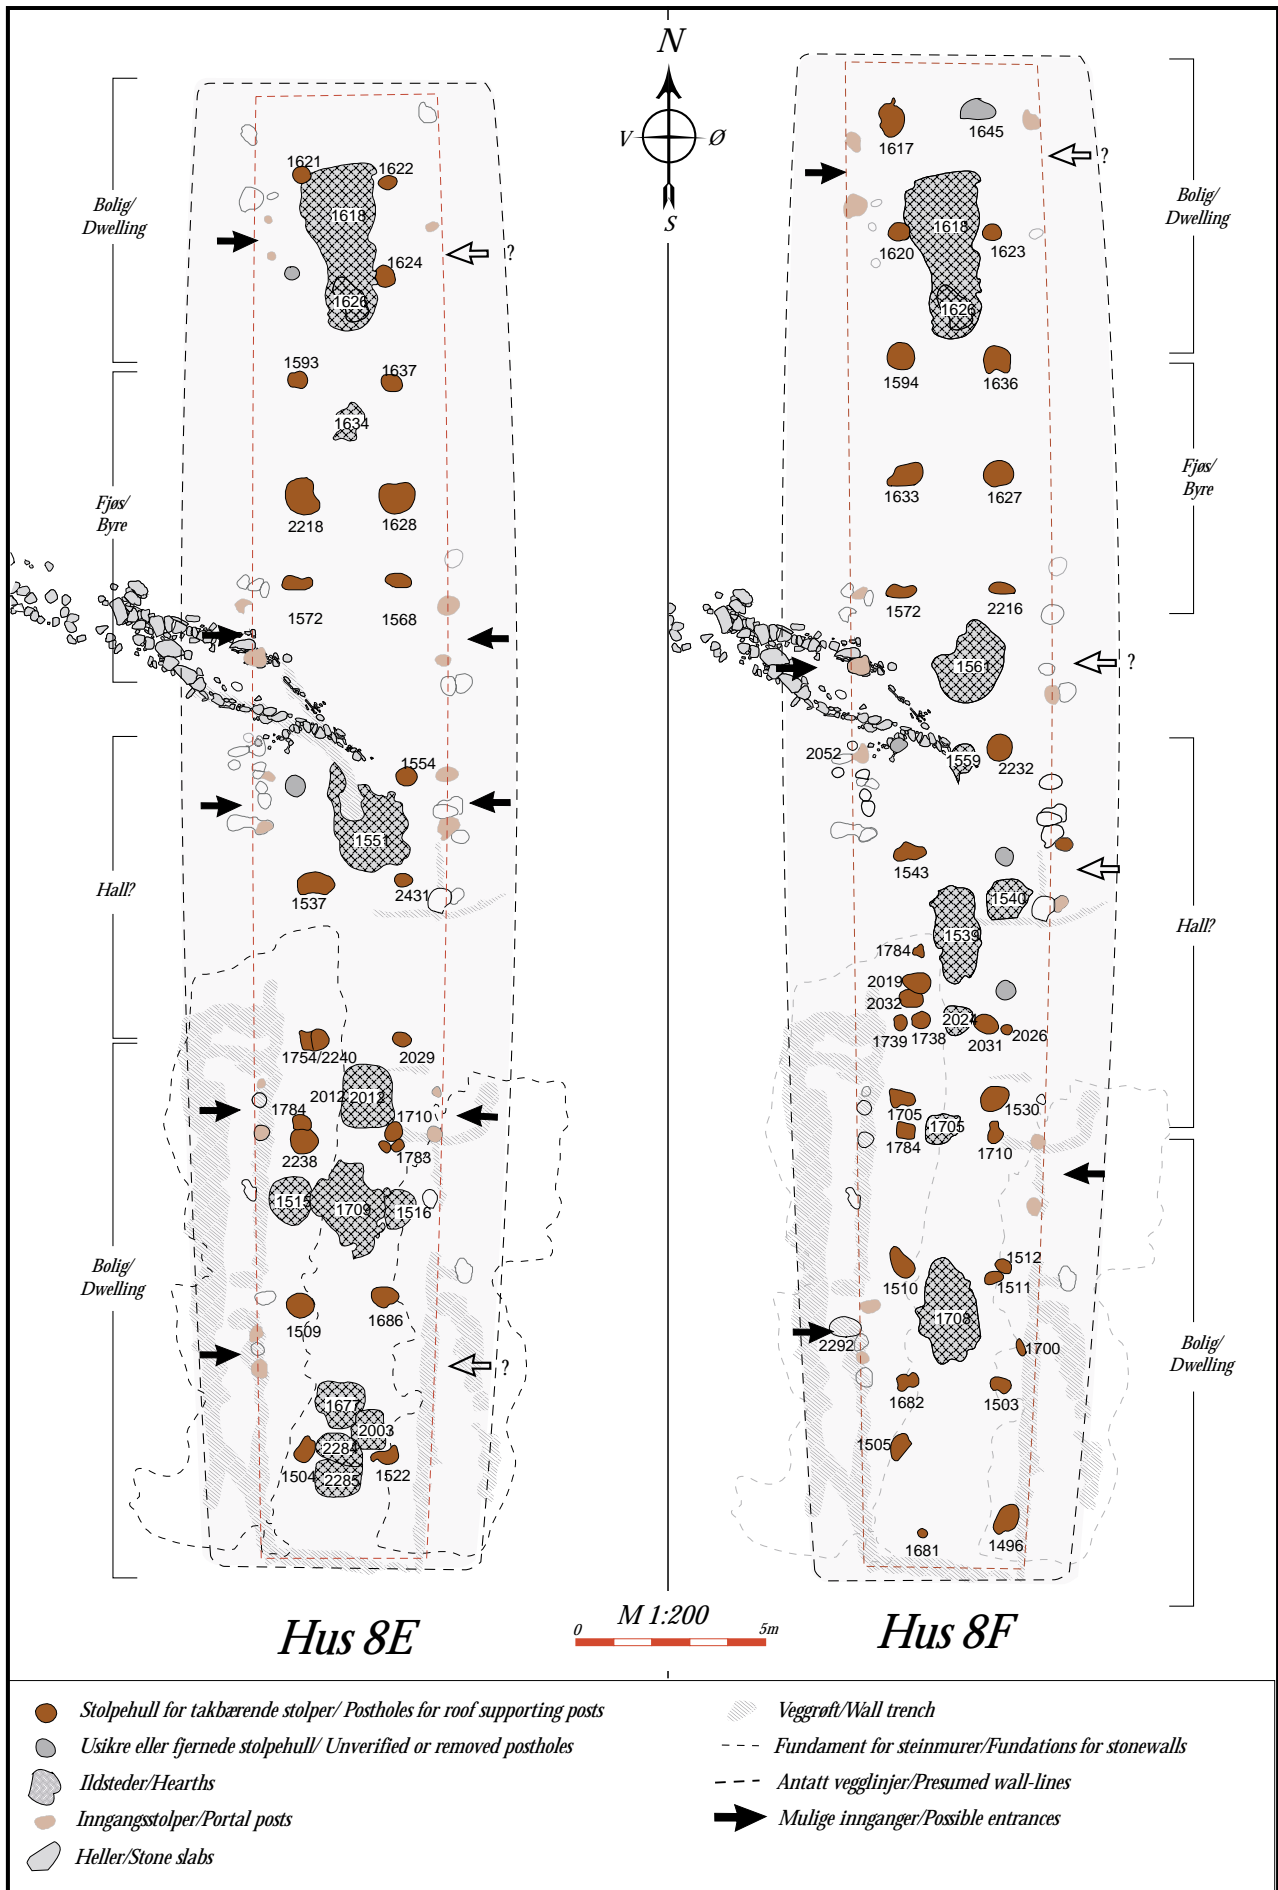 N
V
Ø
S
1621
1622
1618
1624
1626
1593
1637
1634
2218
1628
1572
1568
1554
1551
1537
2431
1754/2240
2029
2012
2012
1784
1710
2238
1783
1515
1709
1516
1509
1686
1677
2003
2284
1504
1522
2285
Bolig/
Dwelling
Fjøs/
Byre
Hall?
Bolig/
Dwelling
?
?
Hus 8E
1617
1645
1618
1620
1623
1626
1594
1636
1633
1627
1572
2216
1561
2052
1559
2232
1543
1540
1539
1784
2019
2032
2024
1739
1738
2031
2026
1705
1530
1705
1784
1710
1512
1510
1511
1708
2292
1700
1682
1503
1505
1681
1496
?
?
Bolig/
Dwelling
Fjøs/
Byre
Hall?
Bolig/
Dwelling
Hus 8F
M 1:200
0
5m
Stolpehull for takbærende stolper/ Postholes for roof supporting posts
Usikre eller fjernede stolpehull/ Unverified or removed postholes
Ildsteder/Hearths
Inngangsstolper/Portal posts
Heller/Stone slabs
Veggrøft/Wall trench
Fundament for steinmurer/Fundations for stonewalls
Antatt vegglinjer/Presumed wall-lines
Mulige innganger/Possible entrances